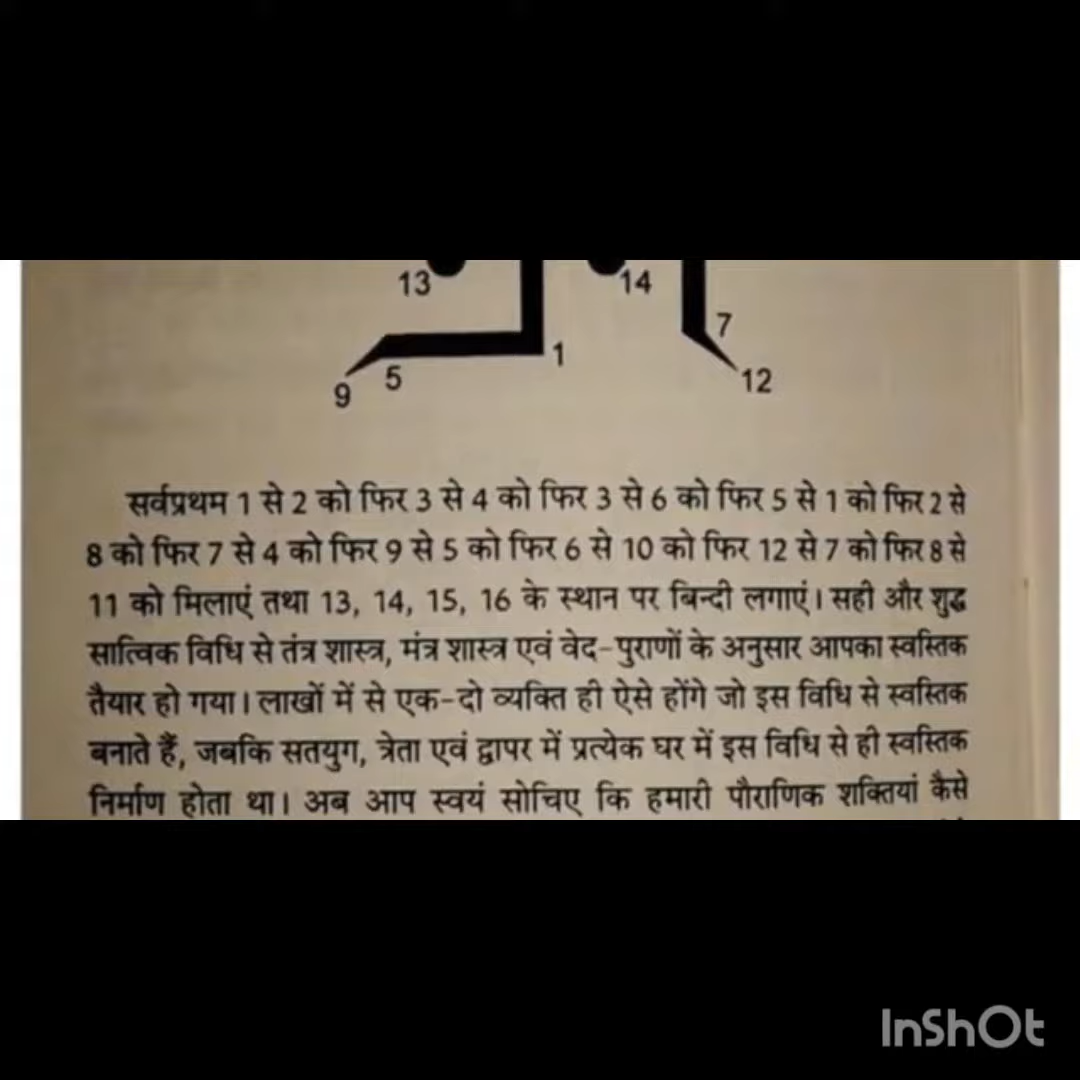 13 14
7
1
9 5 12
सर्वप्रथम 1 से 2 को फिर 3 से 4 को फिर 3 से 6 को फिर 5 से 1 को फिर 2 से
8 को फिर 7 से 4 को फिर 9 से 5 को फिर 6 से 10 को फिर 12 से 7 को फिर 8 से
11 को मिलाएं तथा 13, 14, 15, 16 के स्थान पर बिन्दी लगाएं। सही और शुद्ध
सात्विक विधि से तंत्र शास्त्र, मंत्र शास्त्र एवं वेद-पुराणों के अनुसार आपका स्वस्तिक
तैयार हो गया। लाखों में से एक-दो व्यक्ति ही ऐसे होंगे जो इस विधि से स्वस्तिक
बनाते हैं, जबकि सतयुग, त्रेता एवं द्वापर में प्रत्येक घर में इस विधि से ही स्वस्तिक
निर्माण होता था। अब आप स्वयं सोचिए कि हमारी पौराणिक शक्तियां कैसे
InShOt